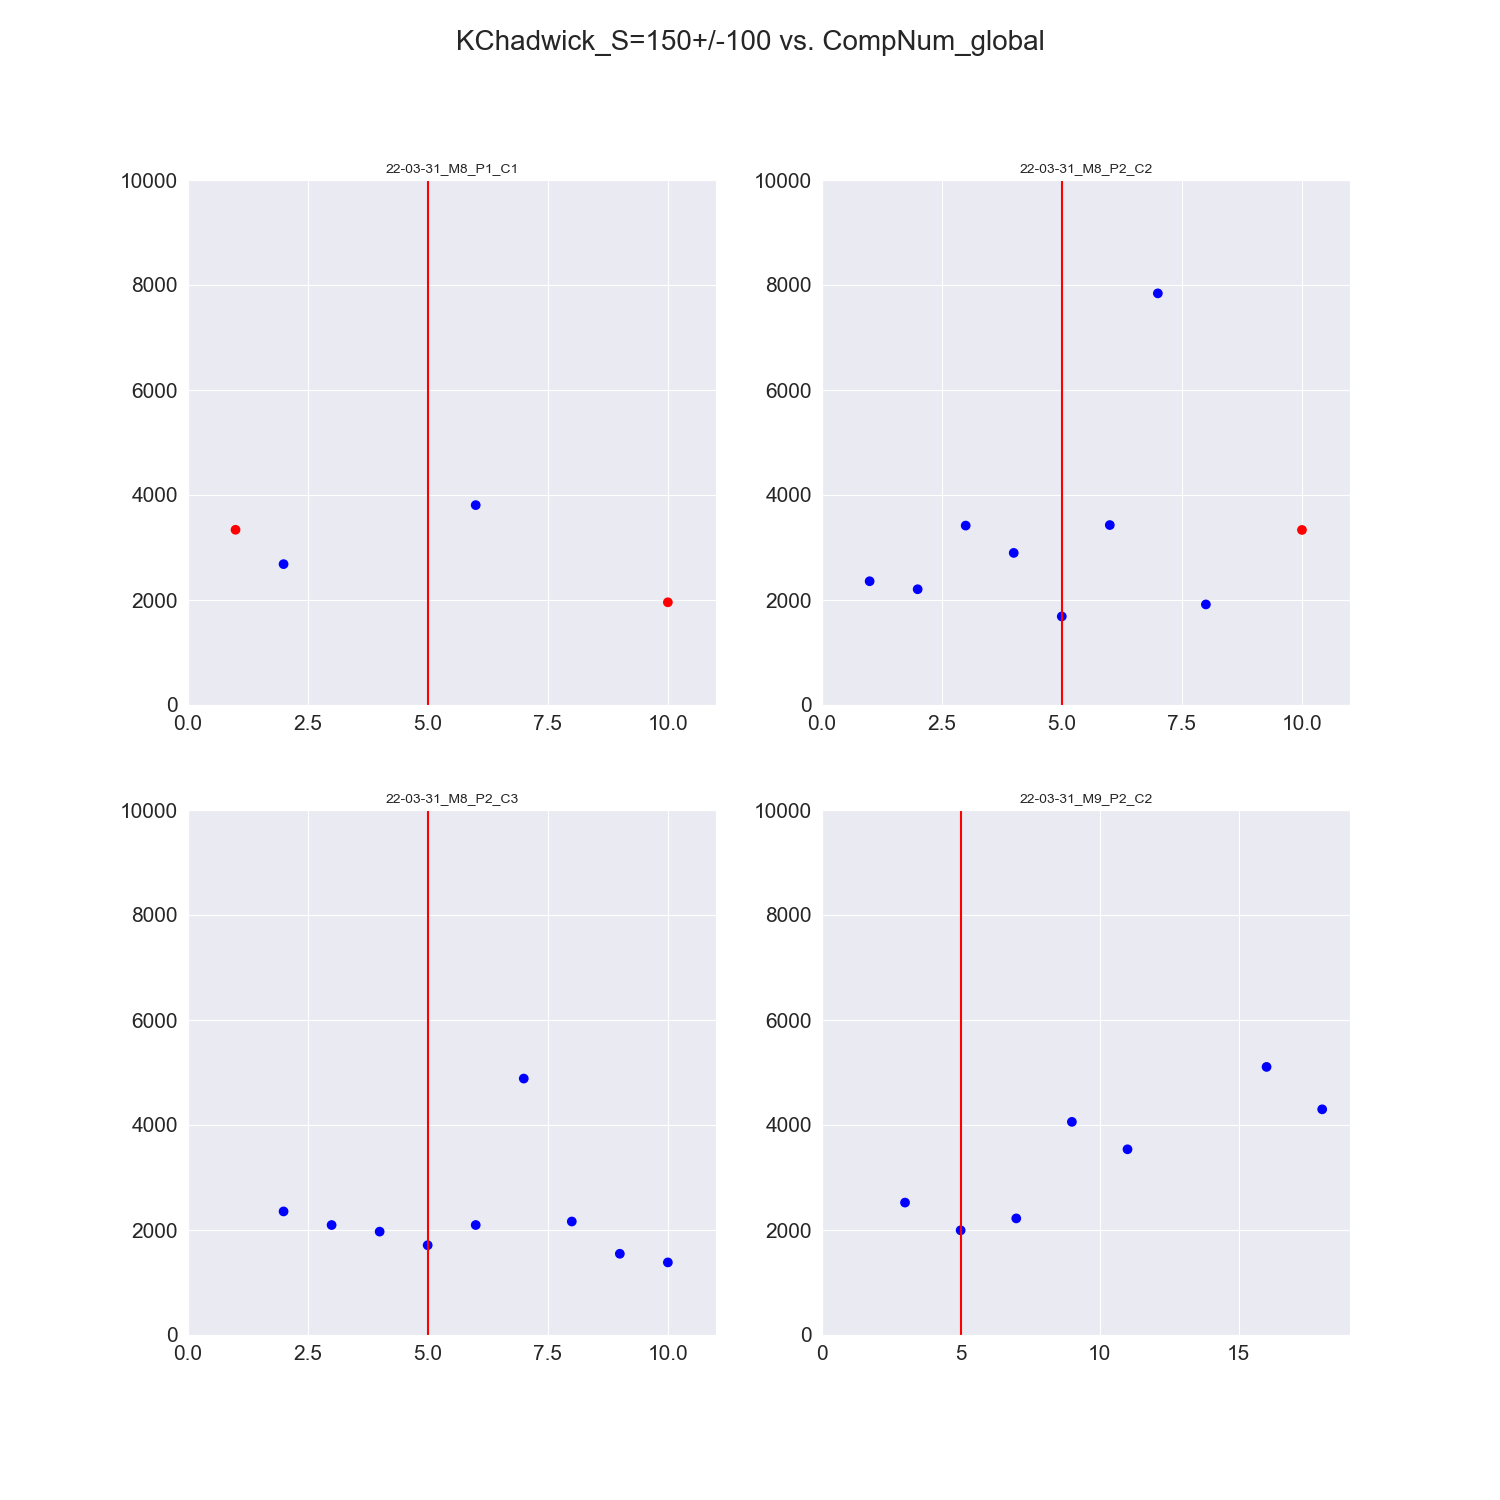 KChadwick_S=150+/-100 vs. CompNum_global
22-03-31_M8_P1_C1
10000
8000
6000
4000
2000
0
0.0 2.5 5.0 7.5 10.0
22-03-31_M8_P2_C2
10000
8000
6000
4000
2000
0
0.0 2.5 5.0 7.5 10.0
22-03-31_M8_P2_C3
10000
8000
6000
4000
2000
0
0.0 2.5 5.0 7.5 10.0
22-03-31_M9_P2_C2
10000
8000
6000
4000
2000
0
0 5 10 15